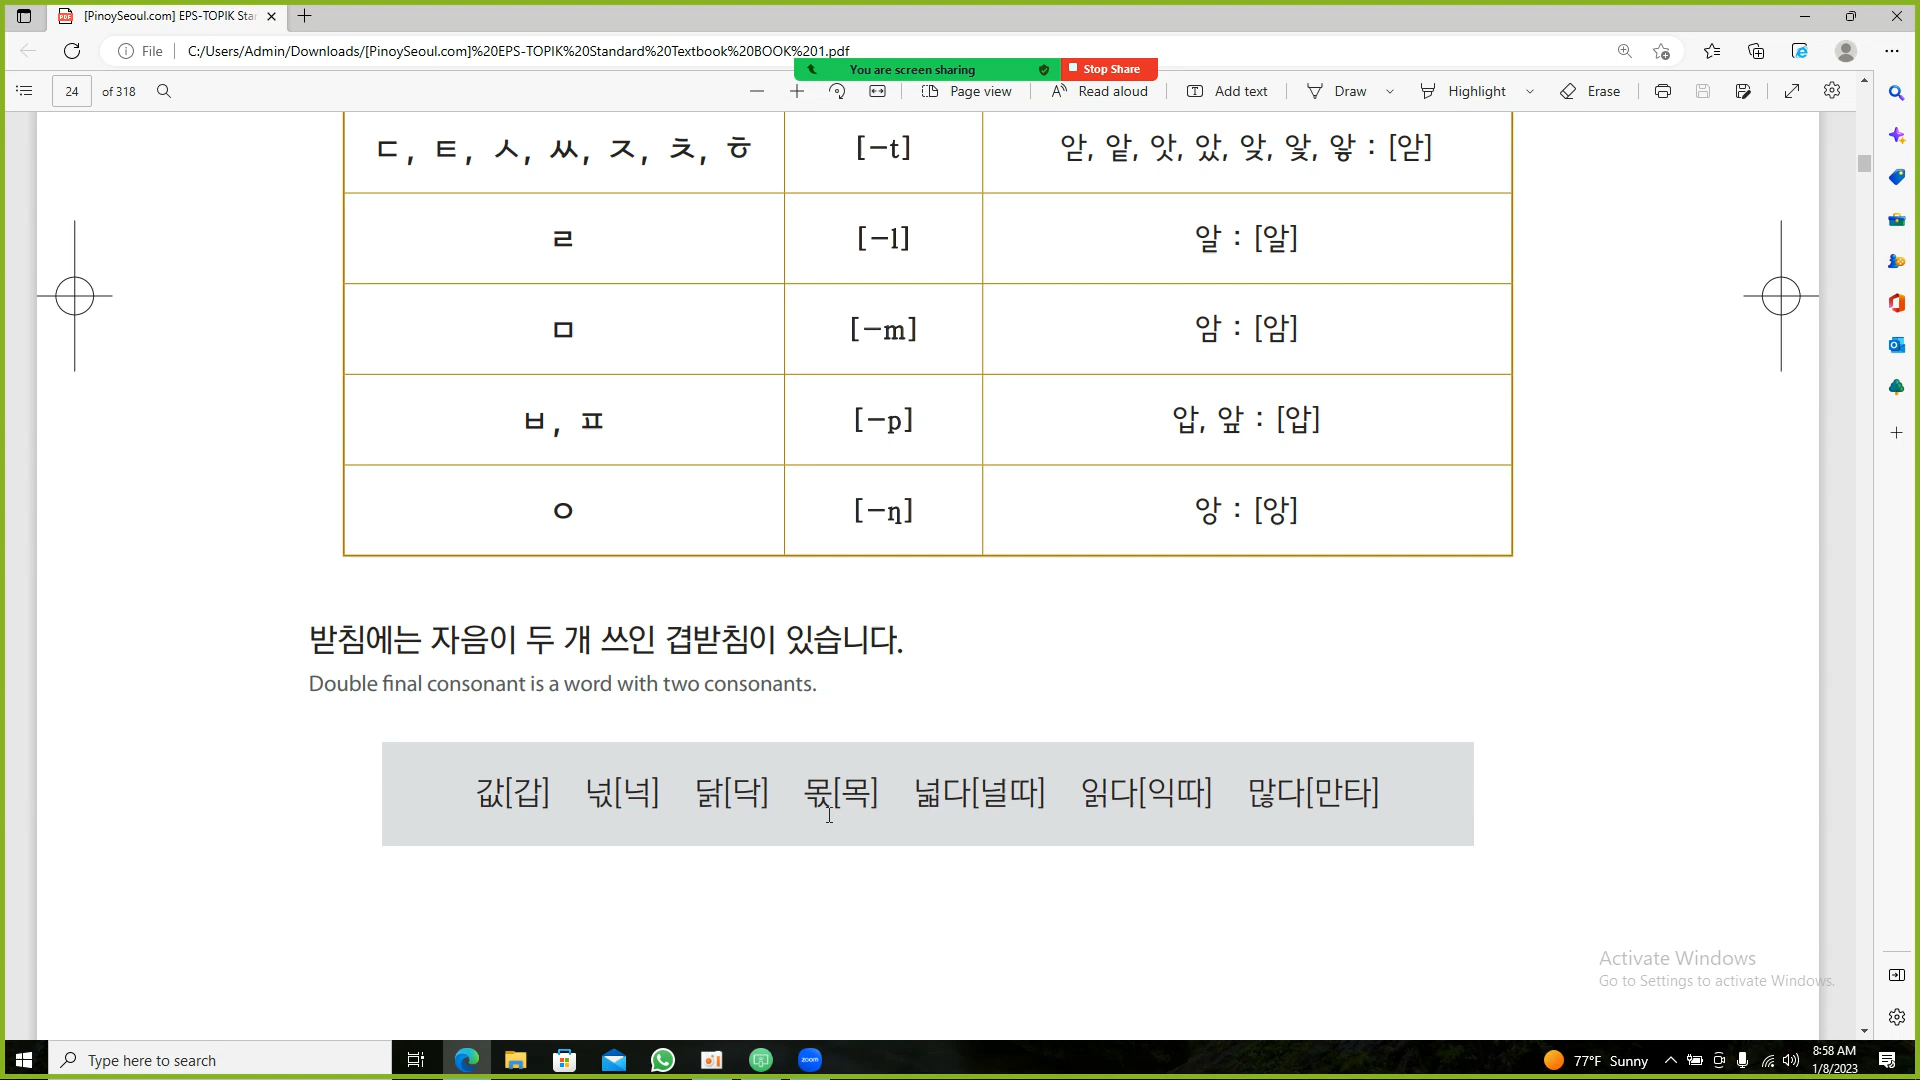 [PinoySeoul.com] EPS-TOPIK Sta
File
C:/Users/Admin/Downloads/[PinoySeoul.com]%20EPS-TOPIK%20Standard%20Textbook%20BOOK%201.pdf
You are screen sharing Stop Share
24 of 318 Page view Read aloud Add text Draw Highlight Erase
ㄷ, ㅌ, ㅅ, ㅆ, ㅈ, ㅊ, ㅎ [-t] 앋, 앝, 앗, 았, 앚, 앛, 앟 : [앋]
ㄹ [-l] 알 : [알]
ㅁ [-m] 암 : [암]
ㅂ, ㅍ [-p] 압, 앞 : [압]
ㅇ [-ŋ] 앙 : [앙]
받침에는 자음이 두 개 쓰인 겹받침이 있습니다.
Double final consonant is a word with two consonants.
값[갑] 넋[넉] 닭[닥] 몫[목] 넓다[널따] 읽다[익따] 많다[만타]
Activate Windows
Go to Settings to activate Windows.
Type here to search
zoom
77°F Sunny
8:58 AM
1/8/2023